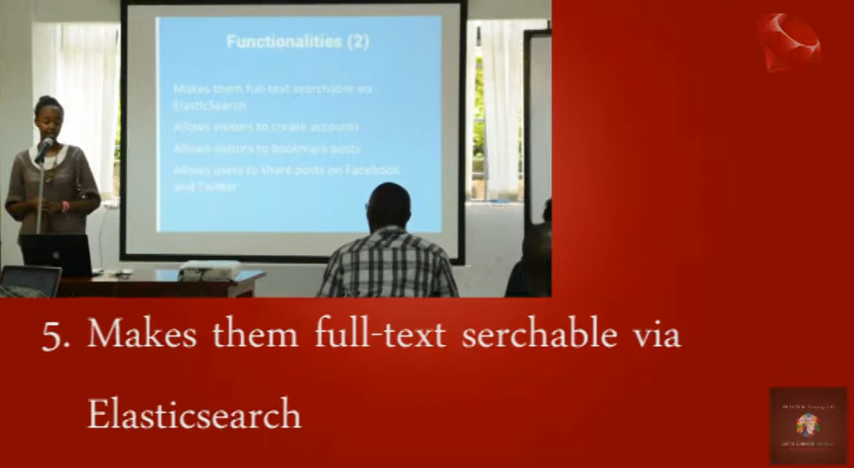 Functionalities (2)
Makes them full-text searchable via
ElasticSearch
Allows visitors to create accounts
Allows visitors to Bookmark posts
Allows users to share posts on Facebook
and Twitter
5. Makes them full-text serchable via
Elasticsearch